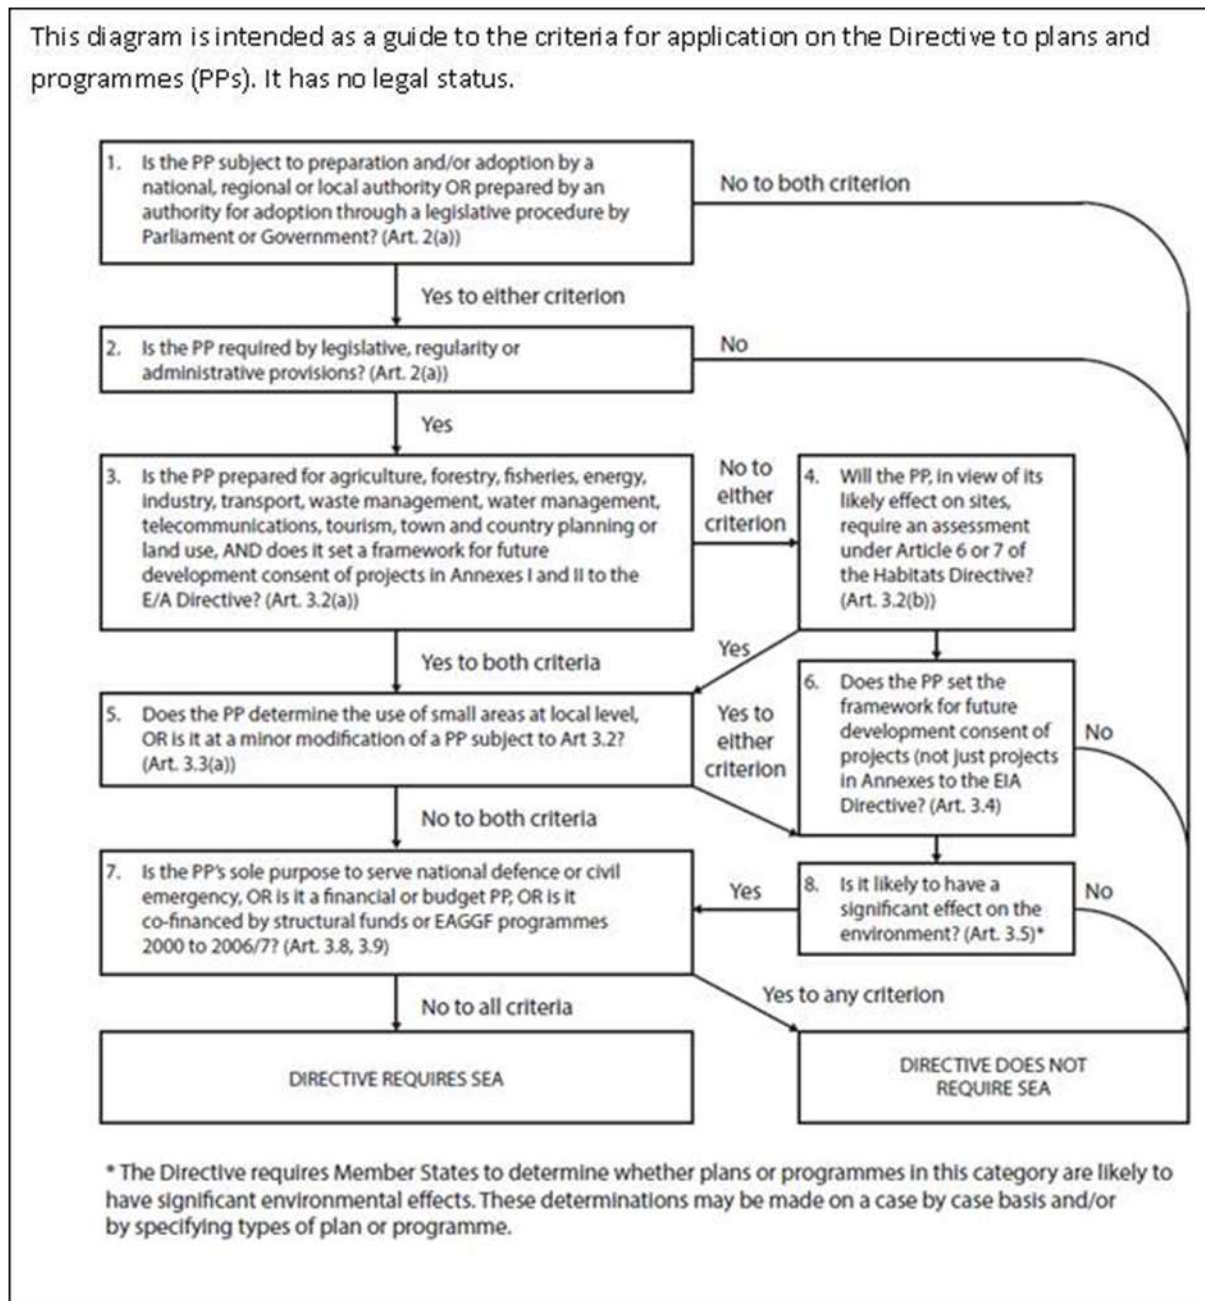 This diagram is intended as a guide to the criteria for application on the Directive to plans and
programmes (PPs). It has no legal status.
1. Is the PP subject to preparation and/or adoption by a
national, regional or local authority OR prepared by an
authority for adoption through a legislative procedure by
Parliament or Government? (Art. 2(a))
No to both criterion
Yes to either criterion
2. Is the PP required by legislative, regularity or
administrative provisions? (Art. 2(a))
No
Yes
3. Is the PP prepared for agriculture, forestry, fisheries, energy,
industry, transport, waste management, water management,
telecommunications, tourism, town and country planning or
land use, AND does it set a framework for future
development consent of projects in Annexes I and II to the
E/A Directive? (Art. 3.2(a))
No to
either
criterion
4. Will the PP, in view of its
likely effect on sites,
require an assessment
under Article 6 or 7 of
the Habitats Directive?
(Art. 3.2(b))
Yes to both criteria
Yes
5. Does the PP determine the use of small areas at local level,
OR is it at a minor modification of a PP subject to Art 3.2?
(Art. 3.3(a))
Yes to
either
criterion
6. Does the PP set the
framework for future
development consent of
projects (not just projects
in Annexes to the EIA
Directive? (Art. 3.4)
No
No to both criteria
7. Is the PP's sole purpose to serve national defence or civil
emergency, OR is it a financial or budget PP, OR is it
co-financed by structural funds or EAGGF programmes
2000 to 2006/7? (Art. 3.8, 3.9)
Yes
8. Is it likely to have a
significant effect on the
environment? (Art. 3.5)*
No
No to all criteria
Yes to any criterion
DIRECTIVE REQUIRES SEA
DIRECTIVE DOES NOT
REQUIRE SEA
* The Directive requires Member States to determine whether plans or programmes in this category are likely to
have significant environmental effects. These determinations may be made on a case by case basis and/or
by specifying types of plan or programme.